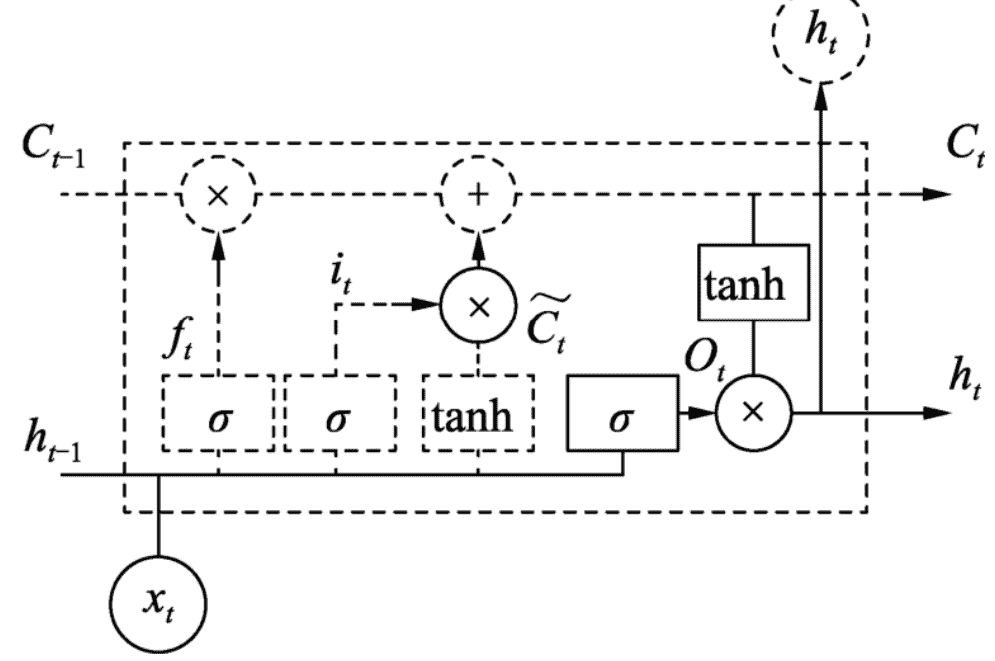 h_t
C_{t-1}
C_t
× +
i_t
×
C̃_t
tanh
f_t
O_t
h_t
σ σ tanh σ ×
h_{t-1}
x_t